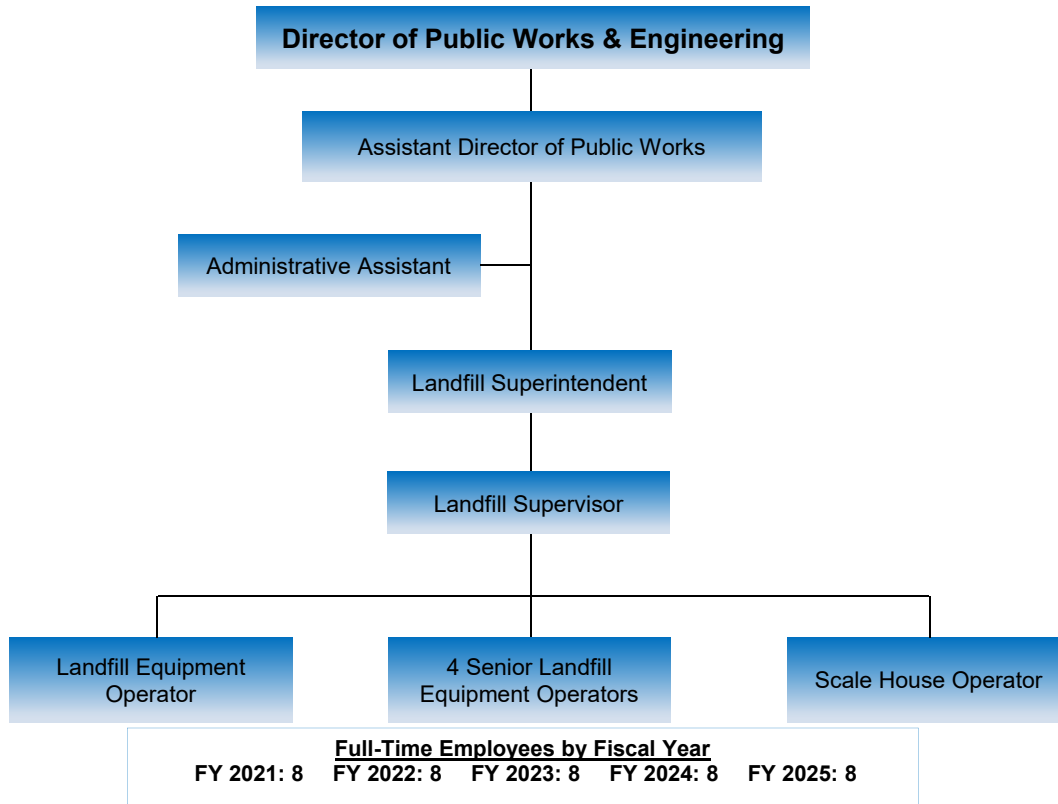 Director of Public Works & Engineering
Assistant Director of Public Works
Administrative Assistant
Landfill Superintendent
Landfill Supervisor
Landfill Equipment
Operator
4 Senior Landfill
Equipment Operators
Scale House Operator
Full-Time Employees by Fiscal Year
FY 2021: 8 FY 2022: 8 FY 2023: 8 FY 2024: 8 FY 2025: 8